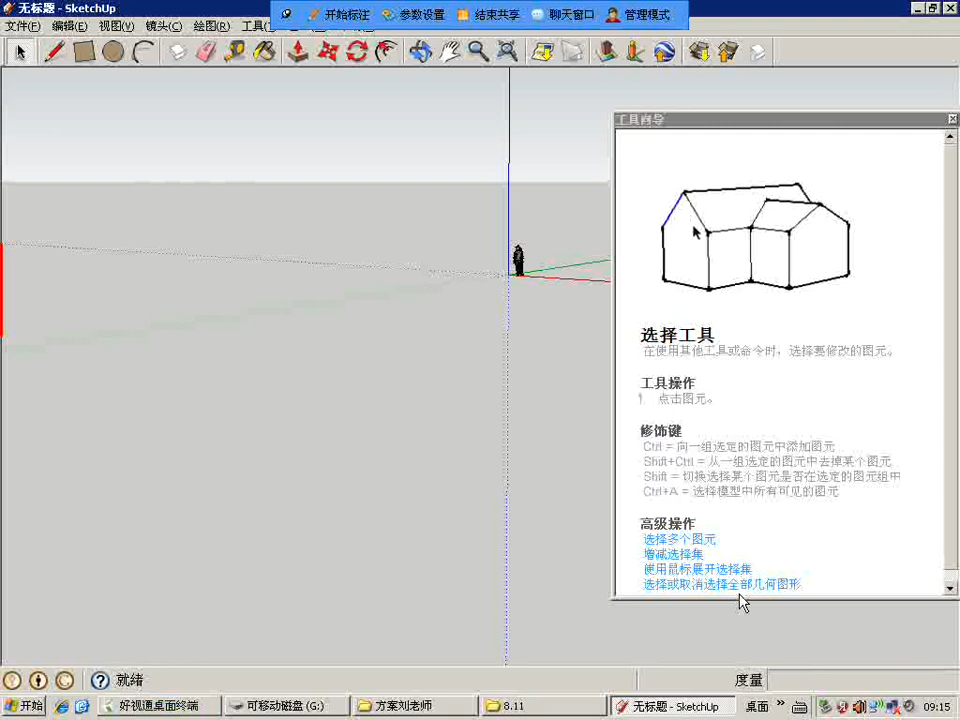 无标题 - SketchUp
开始标注 参数设置 结束共享 聊天窗口 管理模式
文件(F) 编辑(E) 视图(V) 镜头(C) 绘图(R) 工具(
工具向导
选择工具
在使用其他工具或命令时，选择要修改的图元。
工具操作
1. 点击图元。
修饰键
Ctrl = 向一组选定的图元中添加图元
Shift+Ctrl = 从一组选定的图元中去掉某个图元
Shift = 切换选择某个图元是否在选定的图元组中
Ctrl+A = 选择模型中所有可见的图元
高级操作
选择多个图元
增减选择集
使用鼠标展开选择集
选择或取消选择全部几何图形
就绪 度量
开始 好视通桌面终端 可移动磁盘 (G:) 方案刘老师 8.11 无标题 - SketchUp 桌面 » 09:15